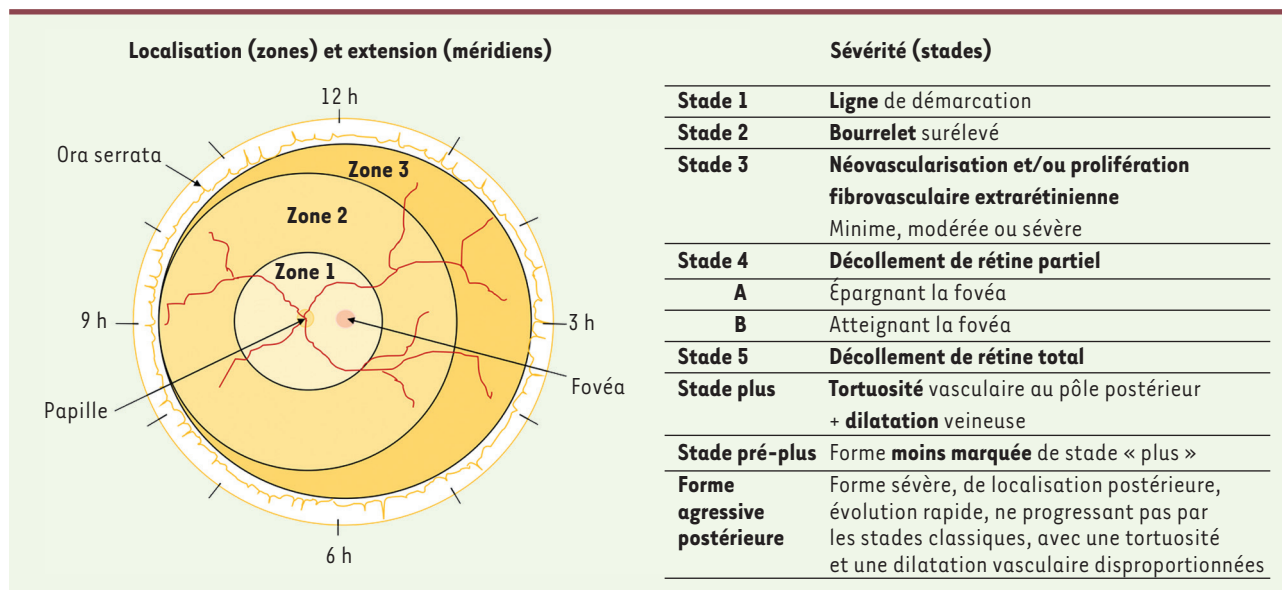 Localisation (zones) et extension (méridiens)
12 h
Ora serrata
Zone 3
Zone 2
Zone 1
9 h
3 h
Fovéa
Papille
6 h
Sévérité (stades)
Stade 1 Ligne de démarcation
Stade 2 Bourrelet surélevé
Stade 3 Néovascularisation et/ou prolifération
fibrovasculaire extrarétinienne
Minime, modérée ou sévère
Stade 4 Décollement de rétine partiel
A Épargnant la fovéa
B Atteignant la fovéa
Stade 5 Décollement de rétine total
Stade plus Tortuosité vasculaire au pôle postérieur
+ dilatation veineuse
Stade pré-plus Forme moins marquée de stade « plus »
Forme Forme sévère, de localisation postérieure,
agressive évolution rapide, ne progressant pas par
postérieure les stades classiques, avec une tortuosité
et une dilatation vasculaire disproportionnées